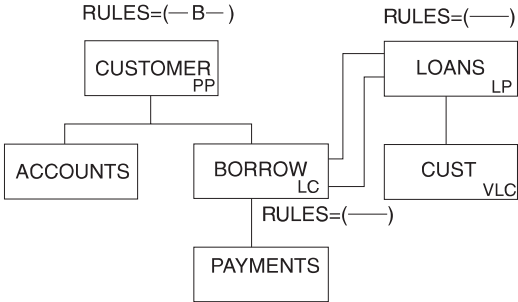 RULES=(— B— )
RULES=( —— )
CUSTOMER
PP
LOANS
LP
ACCOUNTS
BORROW
LC
CUST
VLC
RULES=( —— )
PAYMENTS